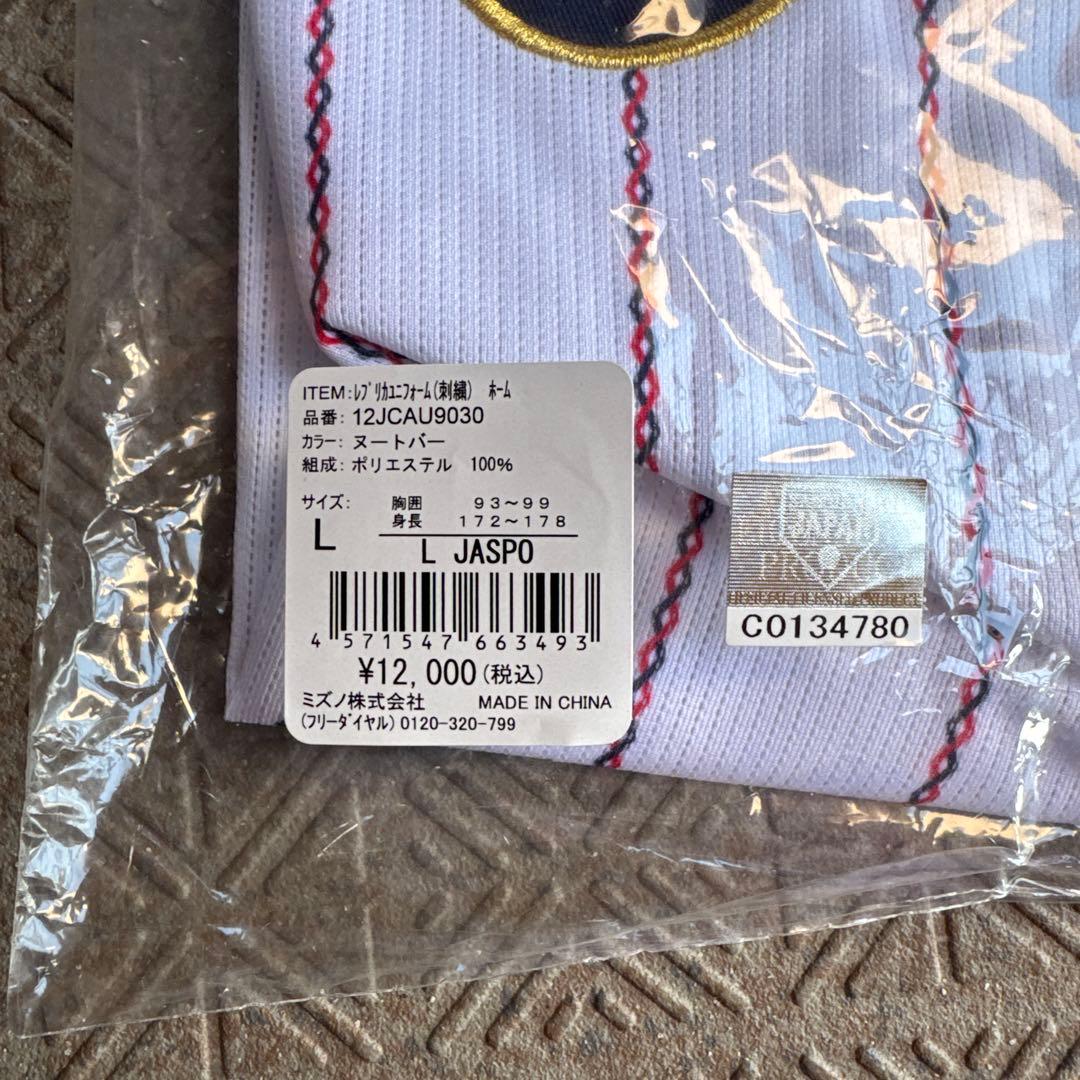 ITEM:ﾚﾌﾟﾘｶﾕﾆﾌｫｰﾑ(刺繍)　ﾎｰﾑ
品番: 12JCAU9030
ｶﾗｰ: ヌートバー
組成: ポリエステル　100%
サイズ:　胸囲　93～99
身長　172～178
L
L JASPO
4 571547 663493
¥12,000(税込)
ミズノ株式会社　MADE IN CHINA
(ﾌﾘｰﾀﾞｲﾔﾙ) 0120-320-799
JAPAN
C0134780